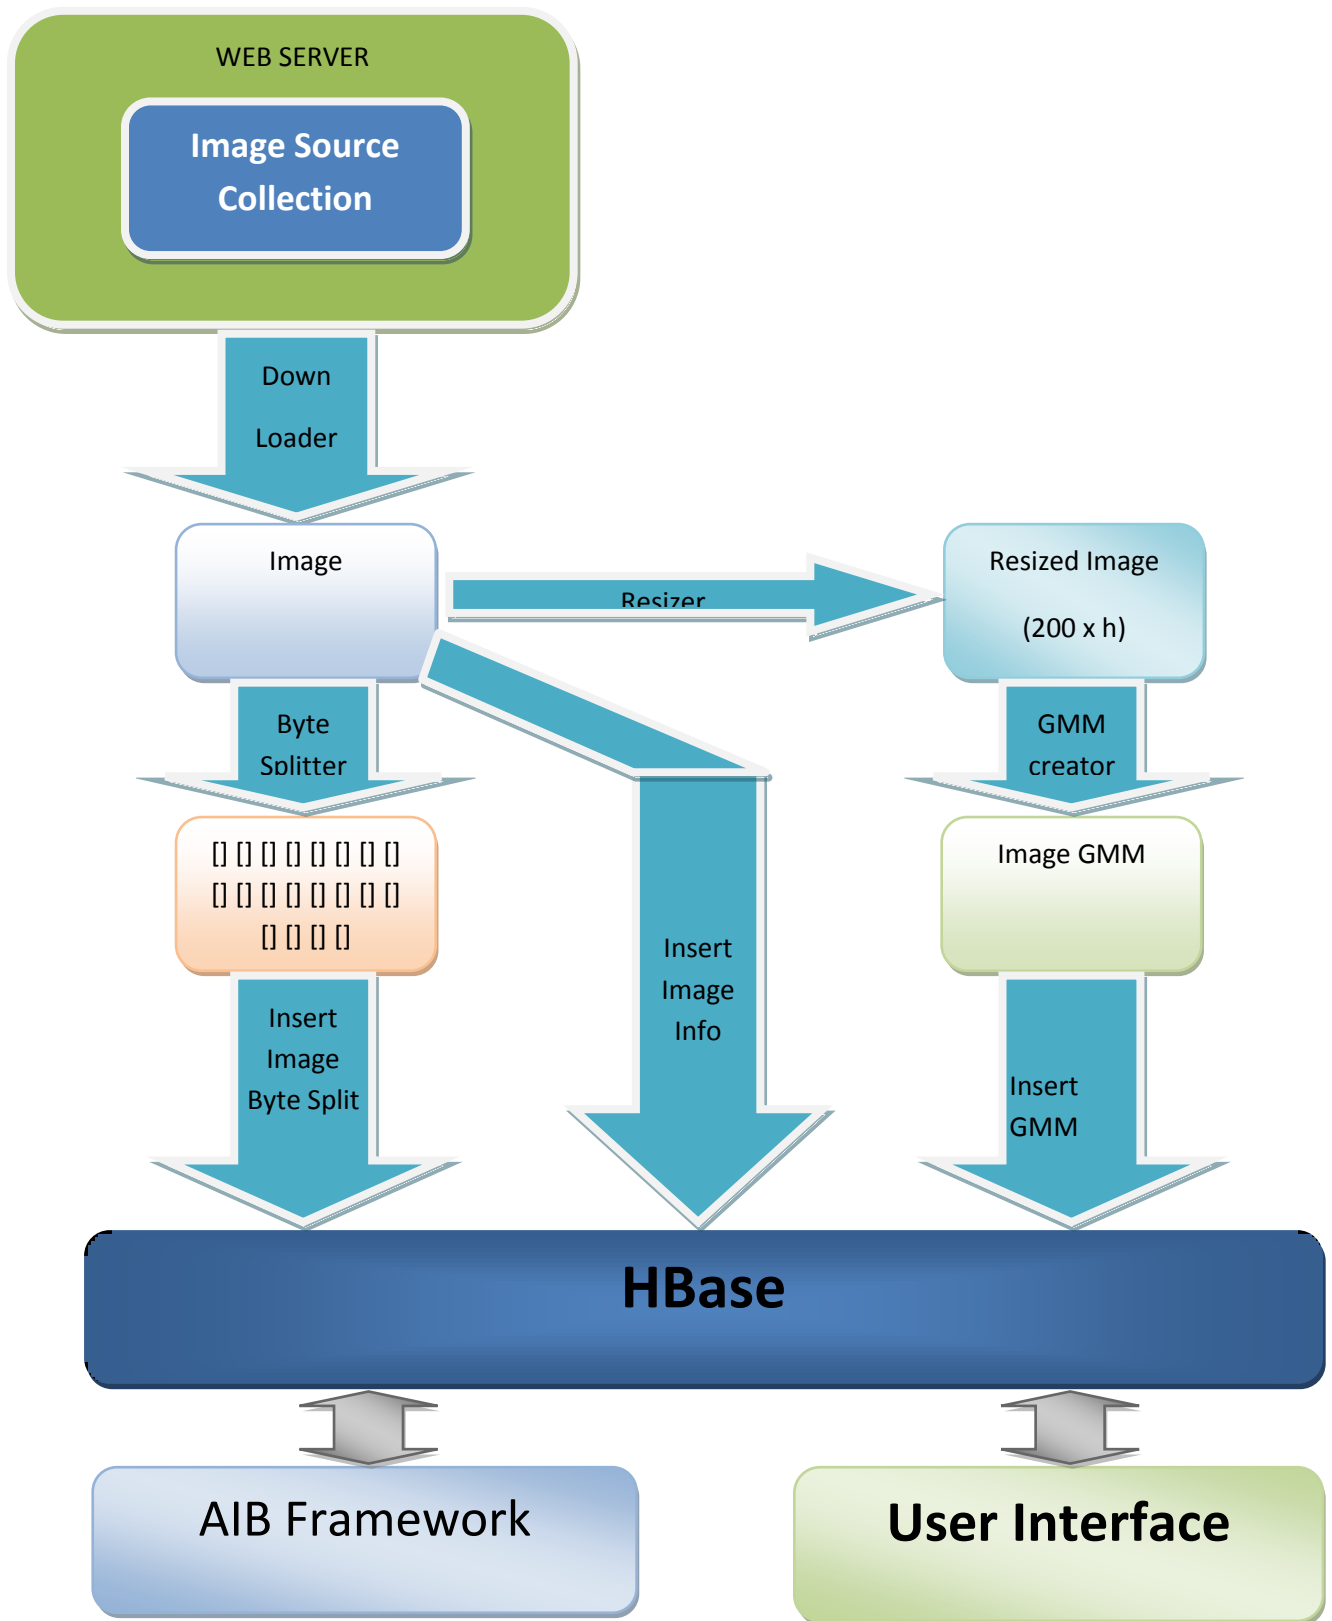 WEB SERVER
Image Source
Collection
Down
Loader
Image
Resizer
Resized Image
(200 x h)
Byte
Splitter
GMM
creator
[] [] [] [] [] [] [] []
[] [] [] [] [] [] [] []
[] [] [] []
Image GMM
Insert
Image
Byte Split
Insert
Image
Info
Insert
GMM
HBase
AIB Framework
User Interface